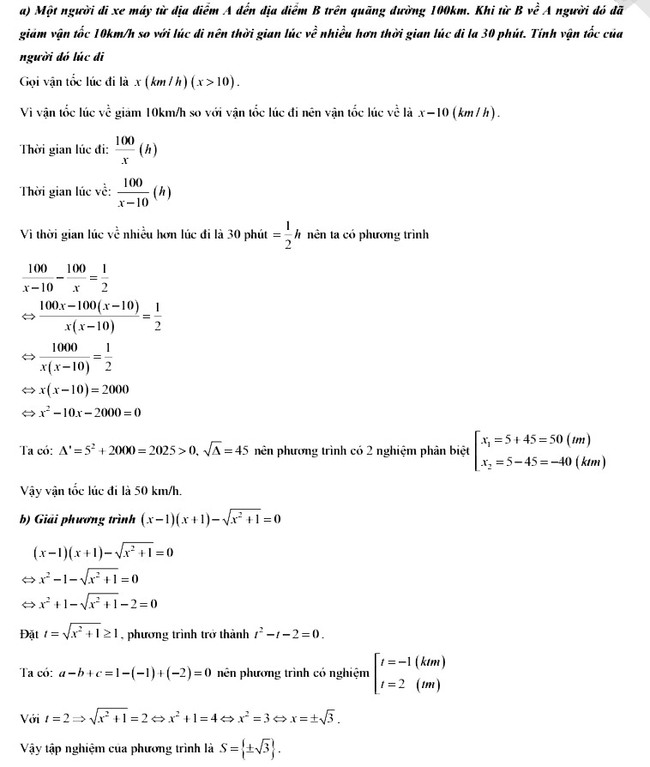 a) Một người đi xe máy từ địa điểm A đến địa điểm B trên quãng đường 100km. Khi từ B về A người đó đã
giảm vận tốc 10km/h so với lúc đi nên thời gian lúc về nhiều hơn thời gian lúc đi la 30 phút. Tính vận tốc của
người đó lúc đi
Gọi vận tốc lúc đi là x (km / h) (x > 10).
Vì vận tốc lúc về giảm 10km/h so với vận tốc lúc đi nên vận tốc lúc về là x−10 (km / h).
Thời gian lúc đi: 100/x (h)
Thời gian lúc về: 100/(x−10) (h)
Vì thời gian lúc về nhiều hơn lúc đi là 30 phút = 1/2 h nên ta có phương trình
100/(x−10) − 100/x = 1/2
⇔ (100x−100(x−10))/(x(x−10)) = 1/2
⇔ 1000/(x(x−10)) = 1/2
⇔ x(x−10) = 2000
⇔ x² −10x − 2000 = 0
Ta có: Δ' = 5² + 2000 = 2025 > 0, √Δ = 45 nên phương trình có 2 nghiệm phân biệt [x₁ = 5 + 45 = 50 (tm)
x₂ = 5 − 45 = −40 (ktm)
Vậy vận tốc lúc đi là 50 km/h.
b) Giải phương trình (x−1)(x+1)−√(x²+1) = 0
(x−1)(x+1)−√(x²+1) = 0
⇔ x² −1−√(x²+1) = 0
⇔ x² +1−√(x²+1) −2 = 0
Đặt t = √(x²+1) ≥ 1, phương trình trở thành t² − t − 2 = 0.
Ta có: a−b+c = 1−(−1)+(−2) = 0 nên phương trình có nghiệm [t = −1 (ktm)
t = 2 (tm)
Với t = 2 ⇒ √(x²+1) = 2 ⇔ x² +1 = 4 ⇔ x² = 3 ⇔ x = ±√3.
Vậy tập nghiệm của phương trình là S = {±√3}.